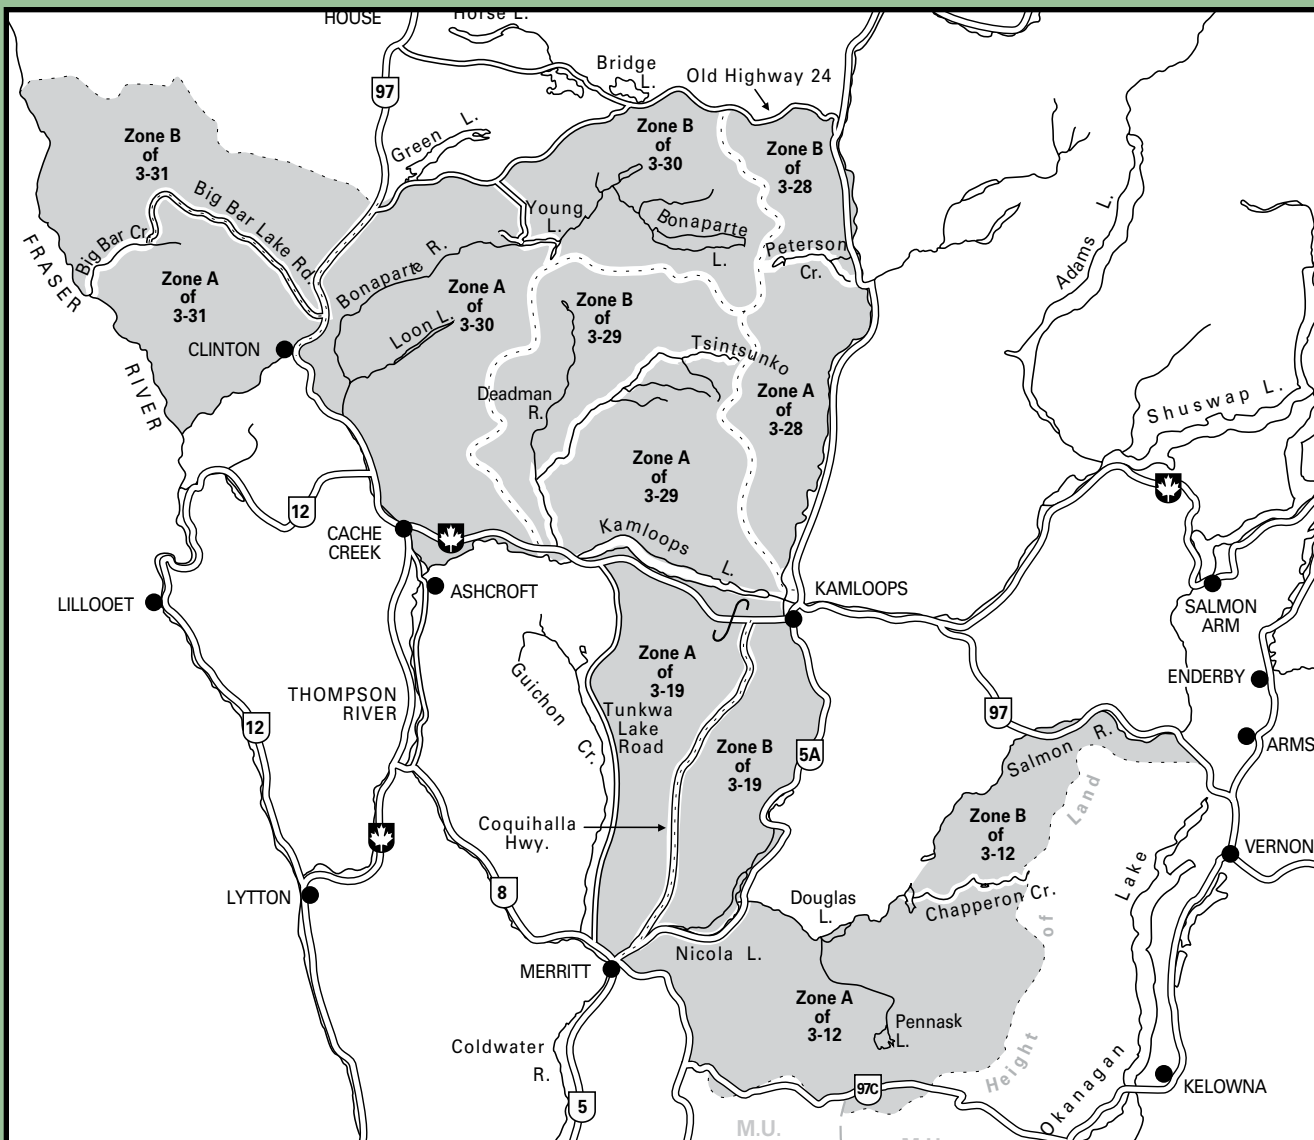 HOUSE
Horse L.
Bridge
L.
Old Highway 24
97
Green L.
Zone B
of
3-31
Zone B
of
3-30
Zone B
of
3-28
Big Bar Lake Rd.
Big Bar Cr.
Young
L.
Bonaparte
L.
Peterson
Cr.
Adams L.
FRASER
RIVER
Zone A
of
3-31
Bonaparte R.
Zone A
of
3-30
Loon L.
Zone B
of
3-29
Tsintsunko
CLINTON
Deadman
R.
Zone A
of
3-28
Shuswap L.
Zone A
of
3-29
12
CACHE
CREEK
Kamloops
L.
ASHCROFT
KAMLOOPS
LILLOOET
SALMON
ARM
Guichon Cr.
Zone A
of
3-19
Tunkwa
Lake
Road
ENDERBY
THOMPSON
RIVER
12
97
ARMS
Zone B
of
3-19
5A
Salmon R.
Land
Zone B
of
3-12
Coquihalla
Hwy.
VERNON
Lake
8
LYTTON
Douglas
L.
Chapperon Cr.
of
Nicola L.
MERRITT
Zone A
of
3-12
Pennask
L.
Coldwater
R.
Height
Okanagan
97C
KELOWNA
5
M.U.